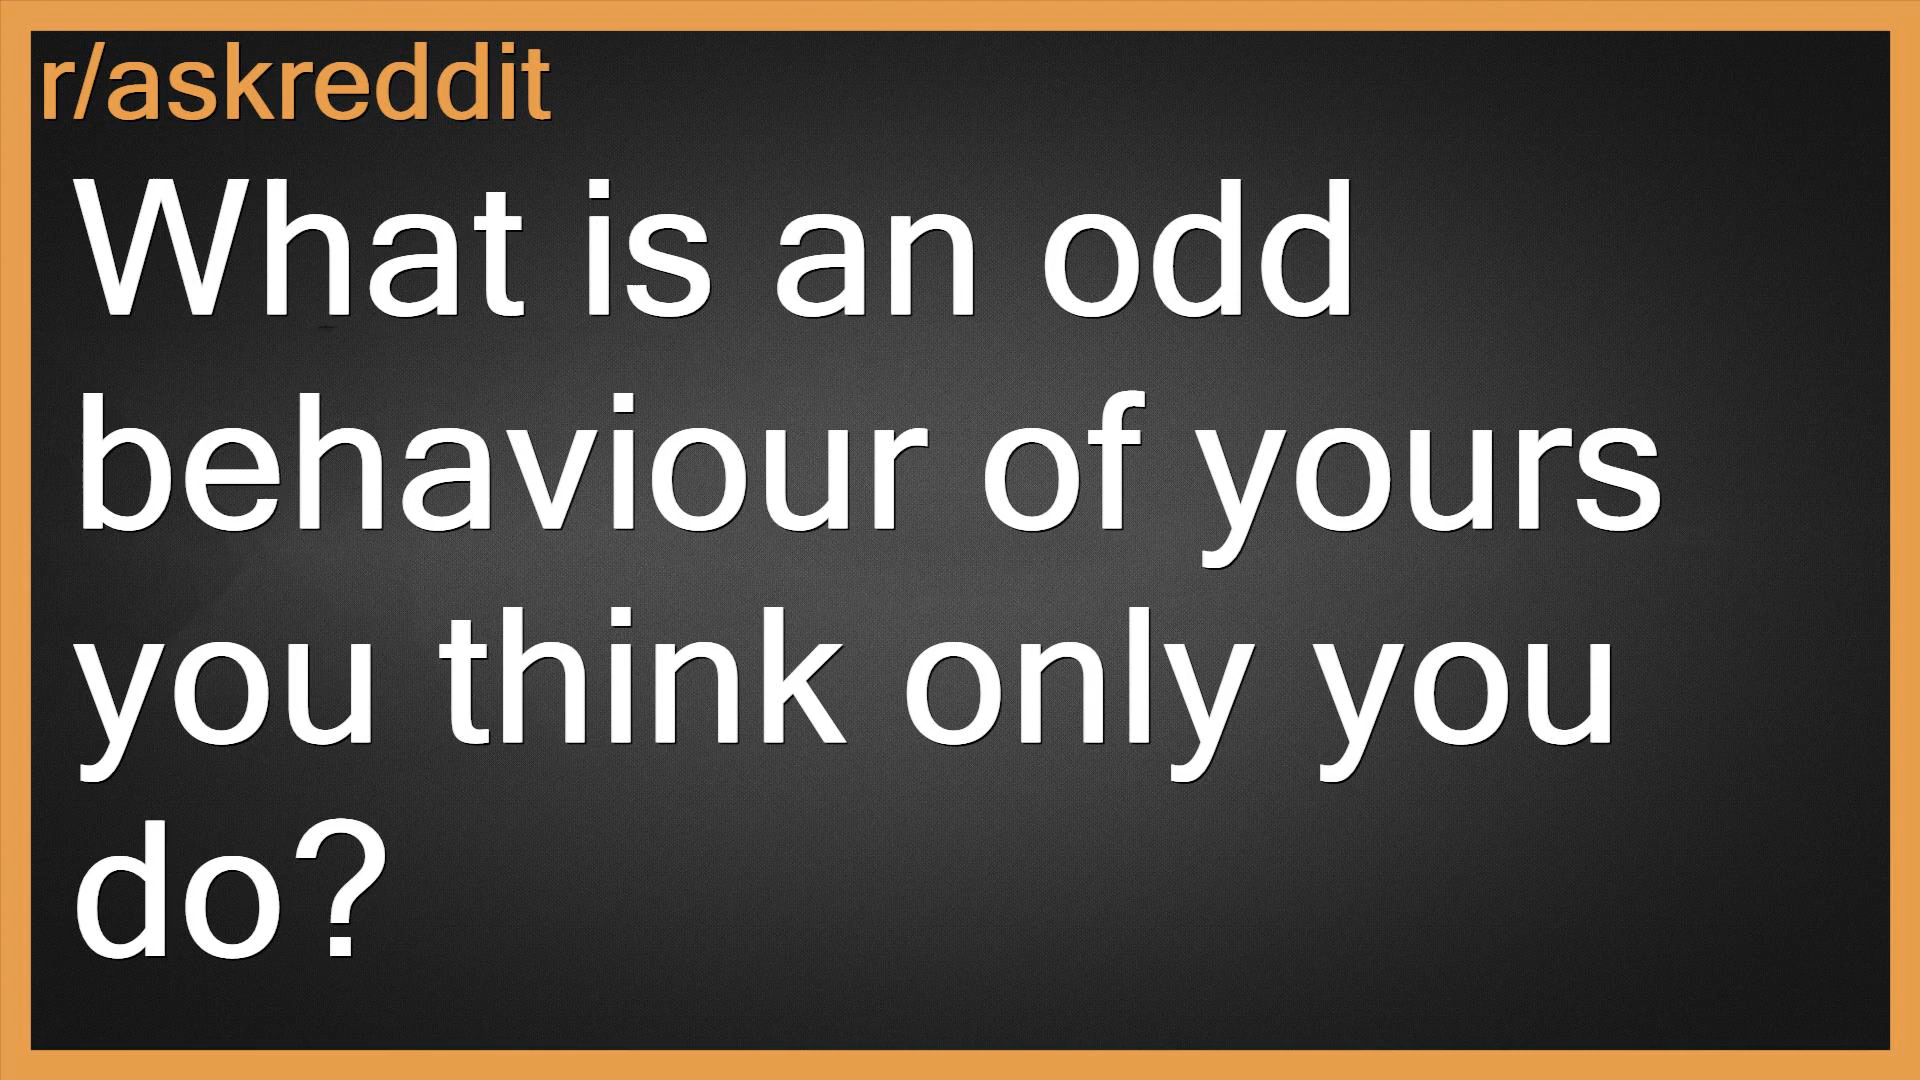 r/askreddit
What is an odd
behaviour of yours
you think only you
do?